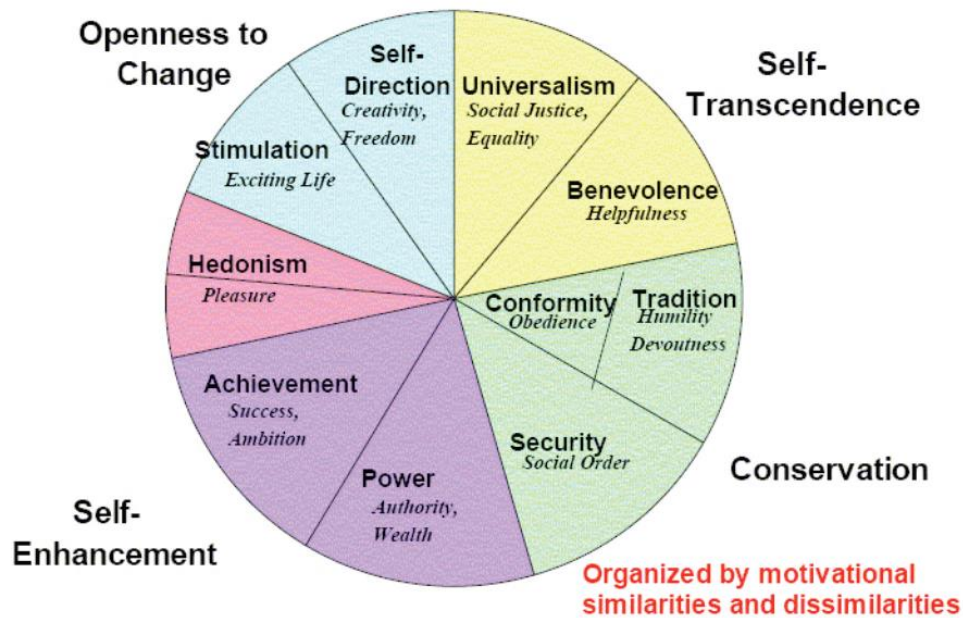 Openness to
Change
Self-
Transcendence
Self-
Direction
Creativity,
Freedom
Universalism
Social Justice,
Equality
Stimulation
Exciting Life
Benevolence
Helpfulness
Hedonism
Pleasure
Conformity
Obedience
Tradition
Humility
Devoutness
Achievement
Success,
Ambition
Security
Social Order
Power
Authority,
Wealth
Conservation
Self-
Enhancement
Organized by motivational
similarities and dissimilarities